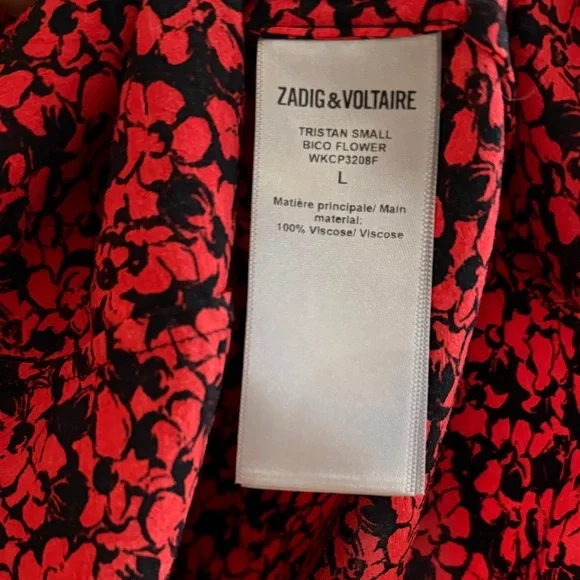 ZADIG&VOLTAIRE
TRISTAN SMALL
BICO FLOWER
WKCP3208F
L
Matière principale/ Main
material:
100% Viscose/ Viscose